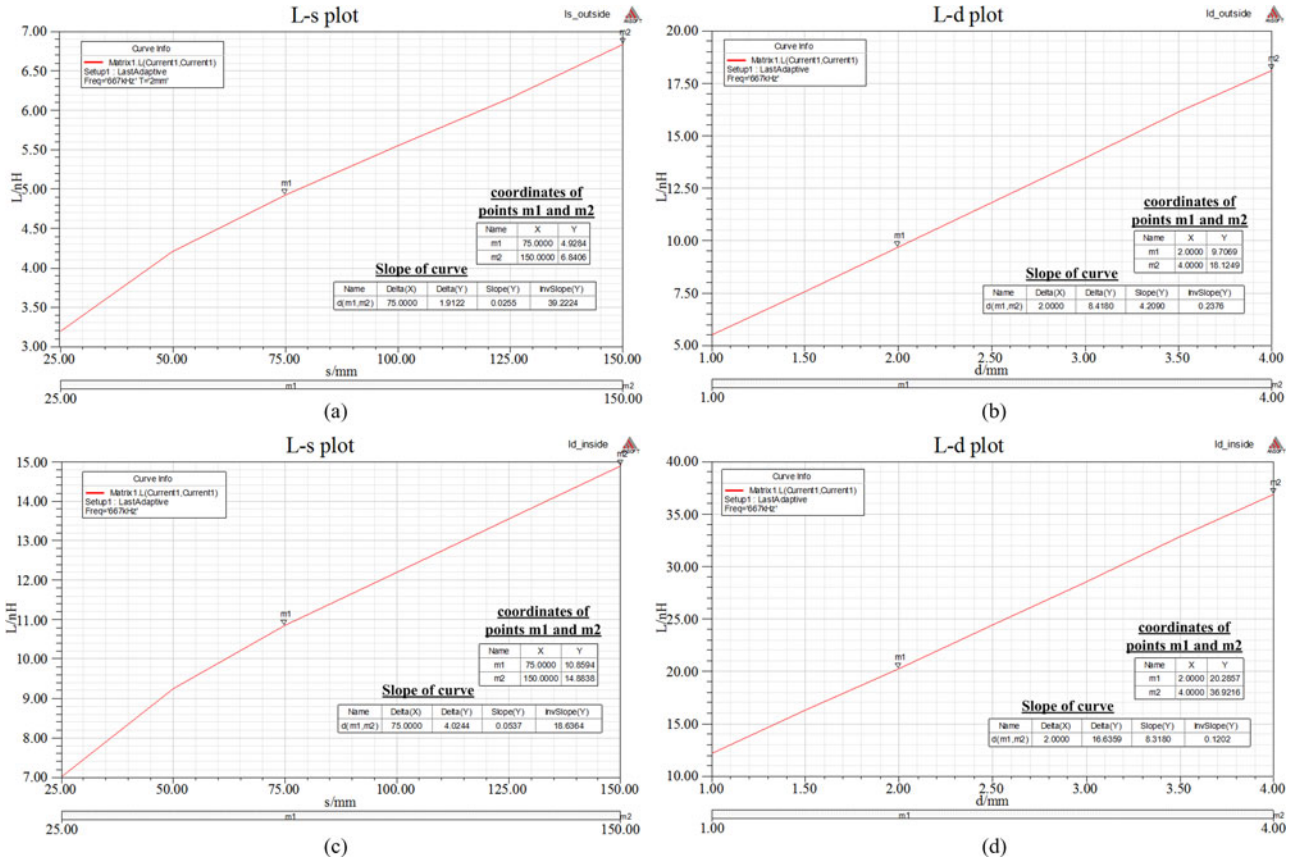 L-s plot
ls_outside
7.00
6.50
6.00
5.50
5.00
4.50
4.00
3.50
3.00
L/nH
Curve Info
Matrix1.L(Current1,Current1)
Setup1 : LastAdaptive
Freq='667kHz' T='2mm'
m1
m2
coordinates of
points m1 and m2
Name X Y
m1 75.0000 4.9284
m2 150.0000 6.8406
Slope of curve
Name Delta(X) Delta(Y) Slope(Y) InvSlope(Y)
d(m1,m2) 75.0000 1.9122 0.0255 39.2224
25.00 50.00 75.00 100.00 125.00 150.00
s/mm
m1 m2
25.00 150.00
(a)
L-d plot
ld_outside
20.00
17.50
15.00
12.50
10.00
7.50
5.00
L/nH
Curve Info
Matrix1.L(Current1,Current1)
Setup1 : LastAdaptive
Freq='667kHz'
m1
coordinates of
points m1 and m2
Name X Y
m1 2.0000 9.7069
m2 4.0000 18.1249
Slope of curve
Name Delta(X) Delta(Y) Slope(Y) InvSlope(Y)
d(m1,m2) 2.0000 8.4180 4.2090 0.2376
1.00 1.50 2.00 2.50 3.00 3.50 4.00
d/mm
m1 m2
1.00 4.00
(b)
L-s plot
ld_inside
15.00
14.00
13.00
12.00
11.00
10.00
9.00
8.00
7.00
L/nH
Curve Info
Matrix1.L(Current1,Current1)
Setup1 : LastAdaptive
Freq='667kHz'
m1
m2
coordinates of
points m1 and m2
Name X Y
m1 75.0000 10.8594
m2 150.0000 14.8838
Slope of curve
Name Delta(X) Delta(Y) Slope(Y) InvSlope(Y)
d(m1,m2) 75.0000 4.0244 0.0537 18.6364
25.00 50.00 75.00 100.00 125.00 150.00
s/mm
m1 m2
25.00 150.00
(c)
L-d plot
ld_inside
40.00
35.00
30.00
25.00
20.00
15.00
10.00
L/nH
Curve Info
Matrix1.L(Current1,Current1)
Setup1 : LastAdaptive
Freq='667kHz'
m1
coordinates of
points m1 and m2
Name X Y
m1 2.0000 20.2857
m2 4.0000 36.9216
Slope of curve
Name Delta(X) Delta(Y) Slope(Y) InvSlope(Y)
d(m1,m2) 2.0000 16.6359 8.3180 0.1202
1.00 1.50 2.00 2.50 3.00 3.50 4.00
d/mm
m1 m2
1.00 4.00
(d)